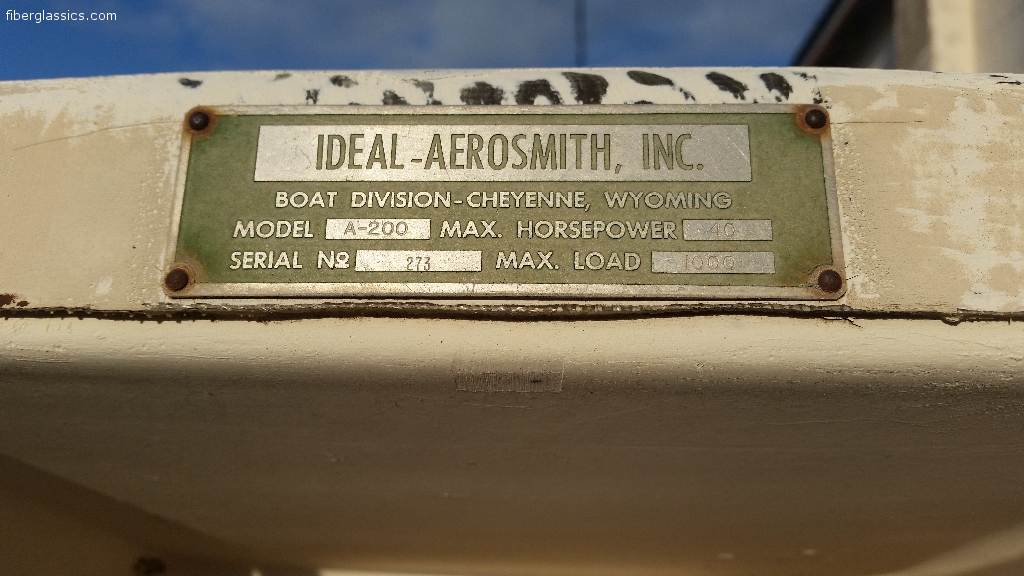 fiberglassics.com
IDEAL-AEROSMITH, INC.
BOAT DIVISION-CHEYENNE, WYOMING
MODEL A-200 MAX. HORSEPOWER 40
SERIAL Nº 273 MAX. LOAD 1000